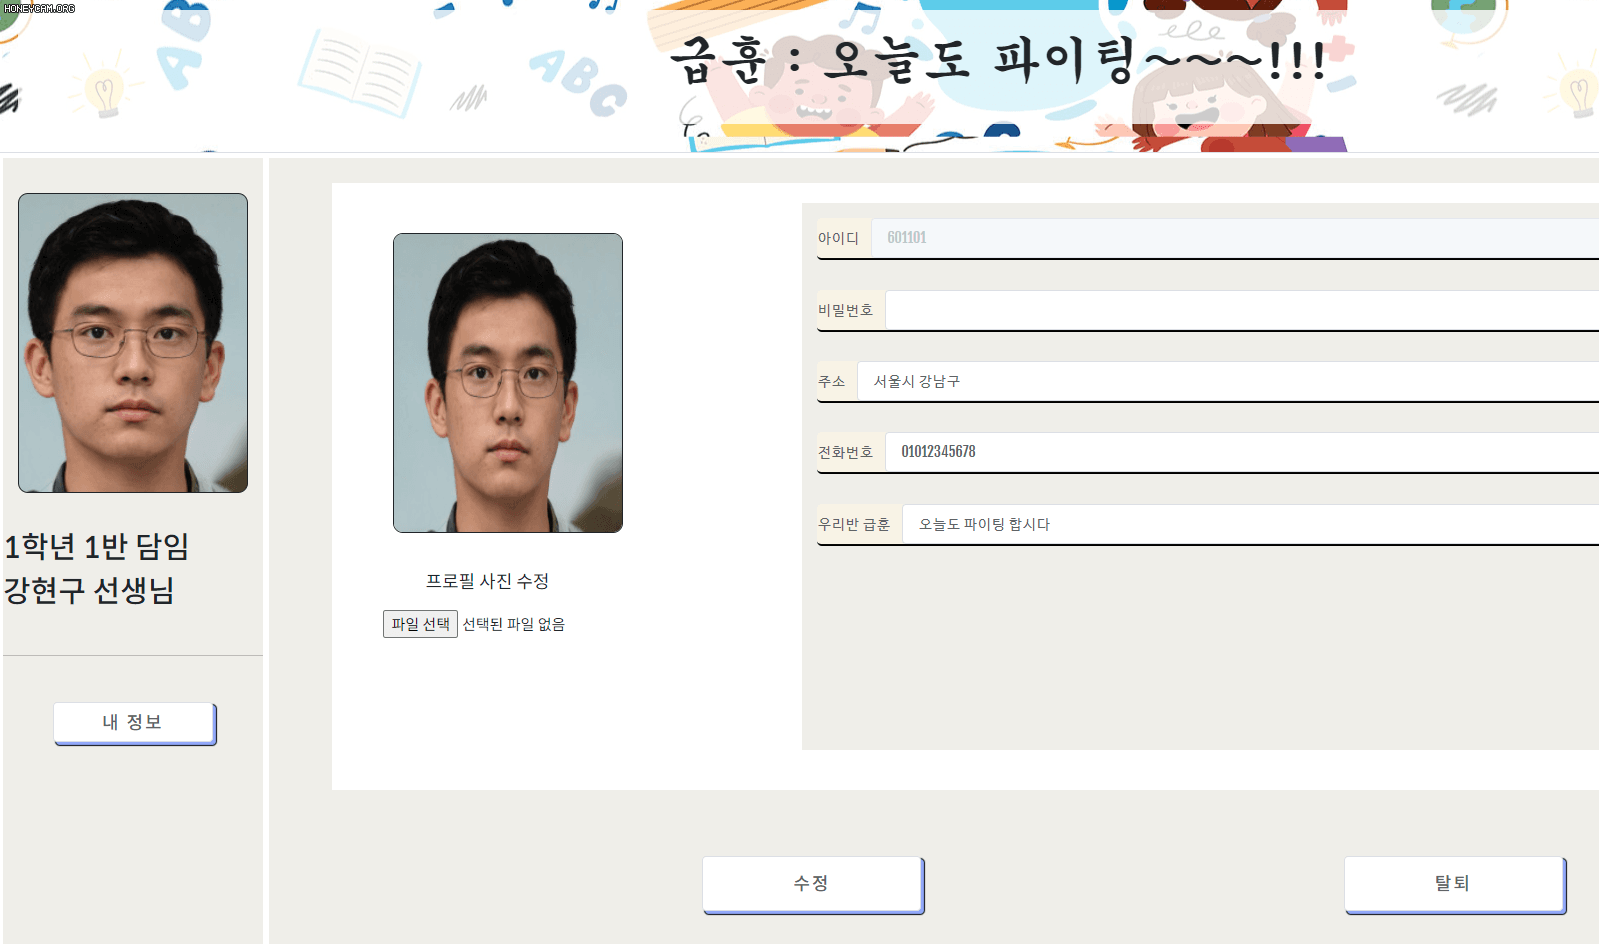 HONEYCAM.ORG
급훈 : 오늘도 파이팅~~~!!!
ABC
AB
1학년 1반 담임
강현구 선생님
내 정보
프로필 사진 수정
파일 선택 선택된 파일 없음
아이디 601101
비밀번호
주소 서울시 강남구
전화번호 01012345678
우리반 급훈 오늘도 파이팅 합시다
수정
탈퇴